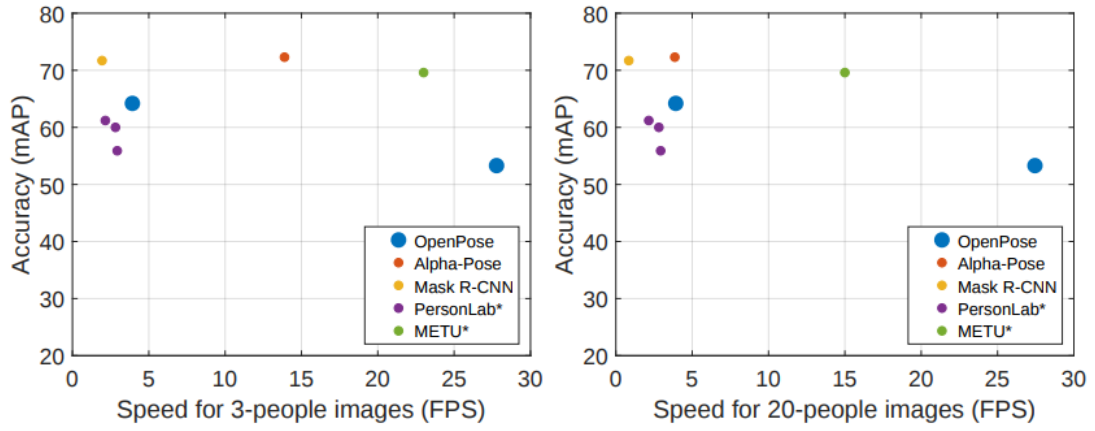 80
70
60
50
40
30
20
Accuracy (mAP)
0 5 10 15 20 25 30
Speed for 3-people images (FPS)
OpenPose
Alpha-Pose
Mask R-CNN
PersonLab*
METU*
80
70
60
50
40
30
20
Accuracy (mAP)
0 5 10 15 20 25 30
Speed for 20-people images (FPS)
OpenPose
Alpha-Pose
Mask R-CNN
PersonLab*
METU*